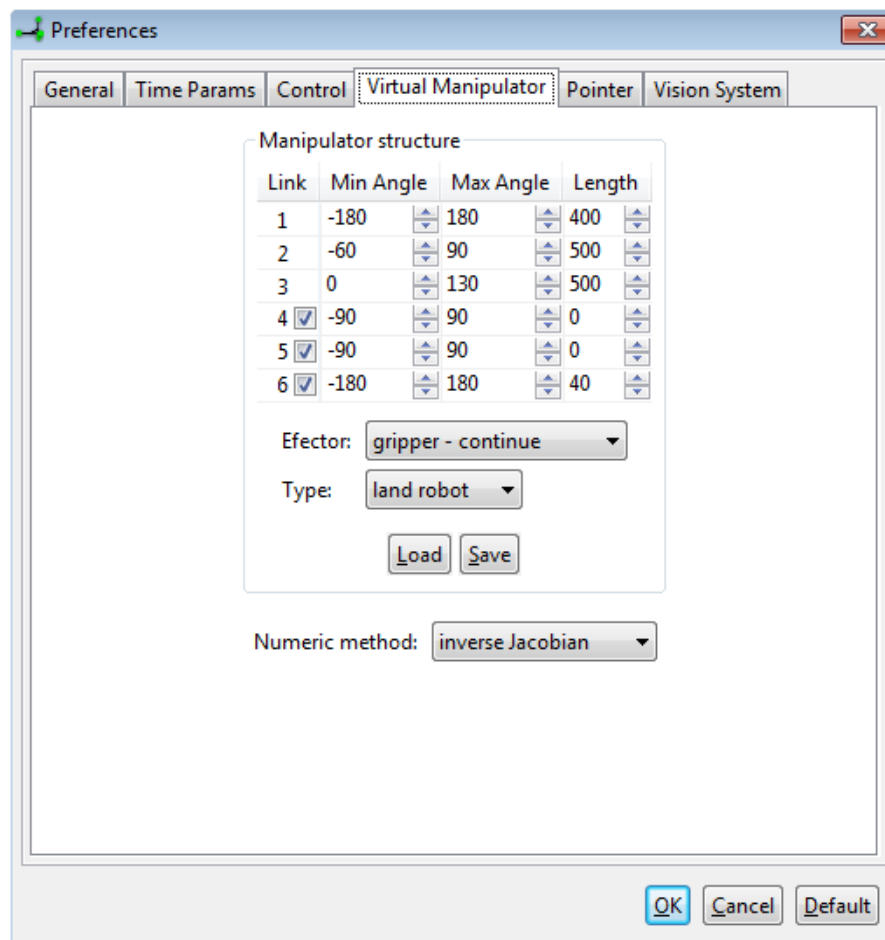 Preferences
General Time Params Control Virtual Manipulator Pointer Vision System
Manipulator structure
Link Min Angle Max Angle Length
1 -180 180 400
2 -60 90 500
3 0 130 500
4 -90 90 0
5 -90 90 0
6 -180 180 40
Efector: gripper - continue
Type: land robot
Load Save
Numeric method: inverse Jacobian
OK Cancel Default